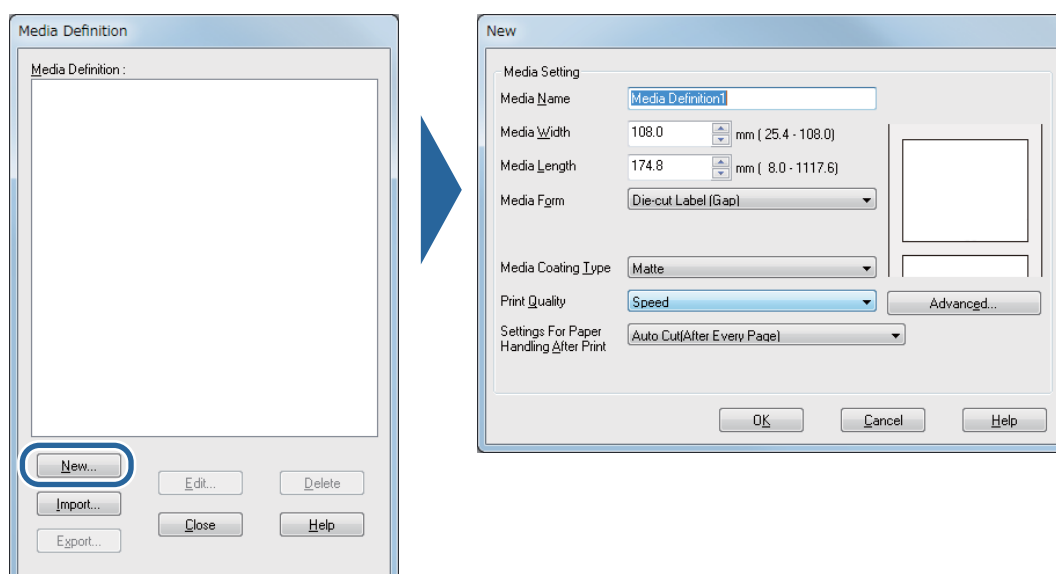 Media Definition
Media Definition :
New...
Edit...
Delete
Import...
Close
Help
Export...
New
Media Setting
Media Name Media Definition1
Media Width 108.0 mm ( 25.4 - 108.0)
Media Length 174.8 mm ( 8.0 - 1117.6)
Media Form Die-cut Label (Gap)
Media Coating Type Matte
Print Quality Speed Advanced...
Settings For Paper
Handling After Print Auto Cut(After Every Page)
OK Cancel Help